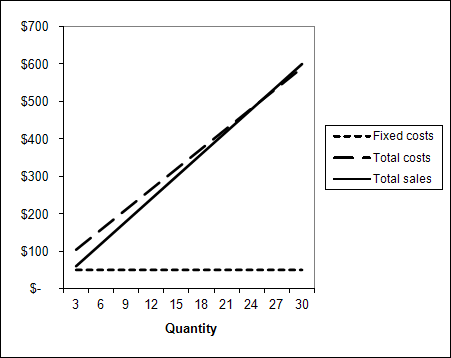 $700
$600
$500
$400
$300
$200
$100
$-
3 6 9 12 15 18 21 24 27 30
Quantity
Fixed costs
Total costs
Total sales